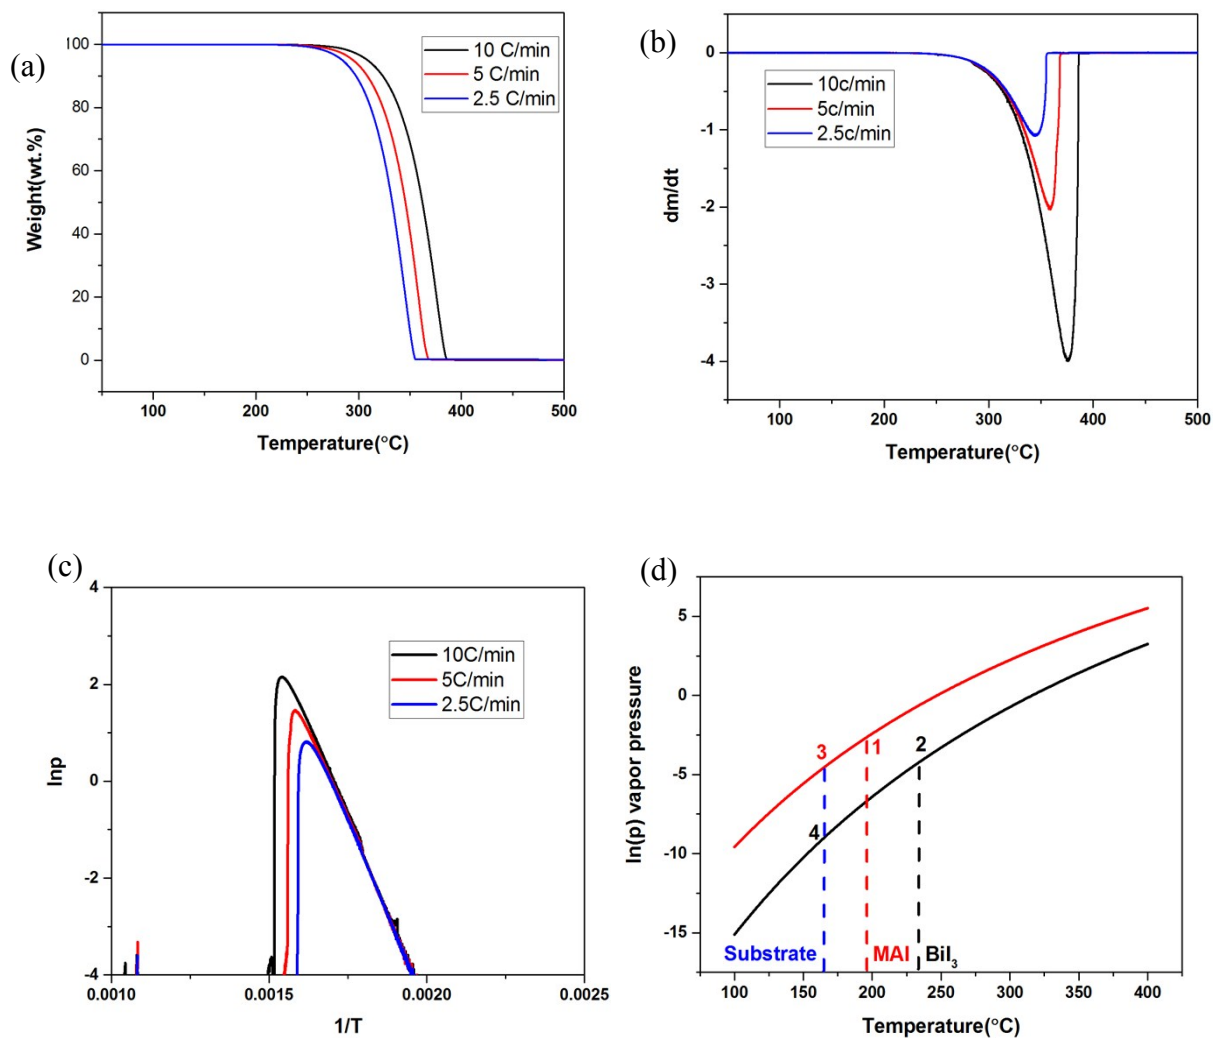 (a)
100
80
60
40
20
0
Weight(wt.%)
10 C/min
5 C/min
2.5 C/min
100
200
300
400
500
Temperature(°C)
(b)
0
-1
-2
-3
-4
dm/dt
10c/min
5c/min
2.5c/min
100
200
300
400
500
Temperature(°C)
(c)
4
2
0
-2
-4
lnp
10C/min
5C/min
2.5C/min
0.0010
0.0015
0.0020
0.0025
1/T
(d)
5
0
-5
-10
-15
ln(p) vapor pressure
3
1
2
4
Substrate
MAI
BiI₃
100
150
200
250
300
350
400
Temperature(°C)